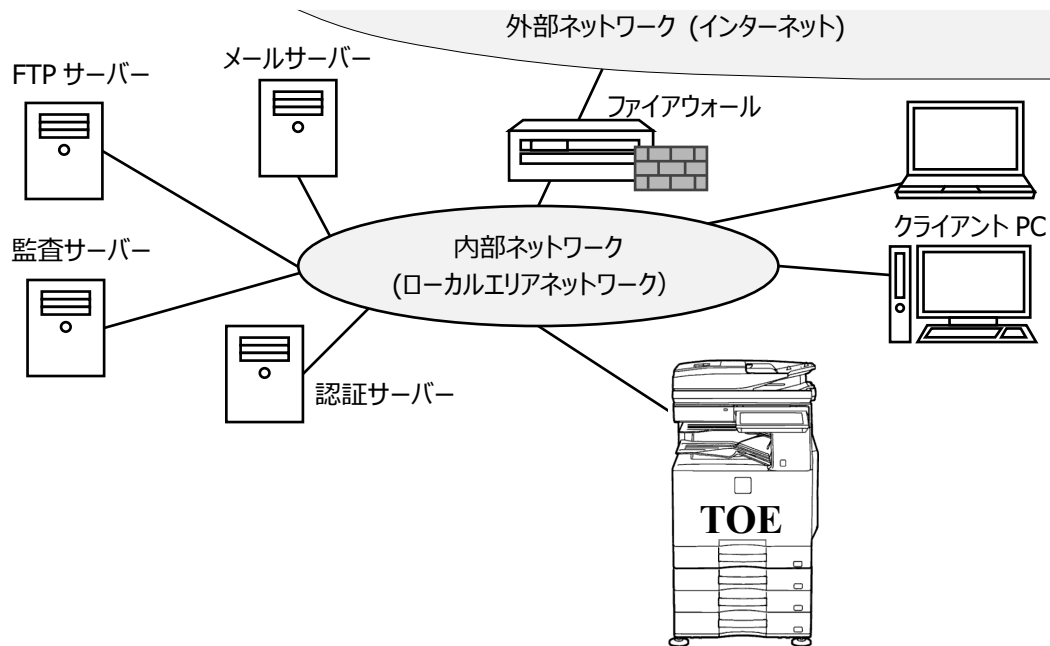 外部ネットワーク (インターネット)
メールサーバー
FTP サーバー
ファイアウォール
監査サーバー
内部ネットワーク
(ローカルエリアネットワーク)
クライアント PC
認証サーバー
TOE